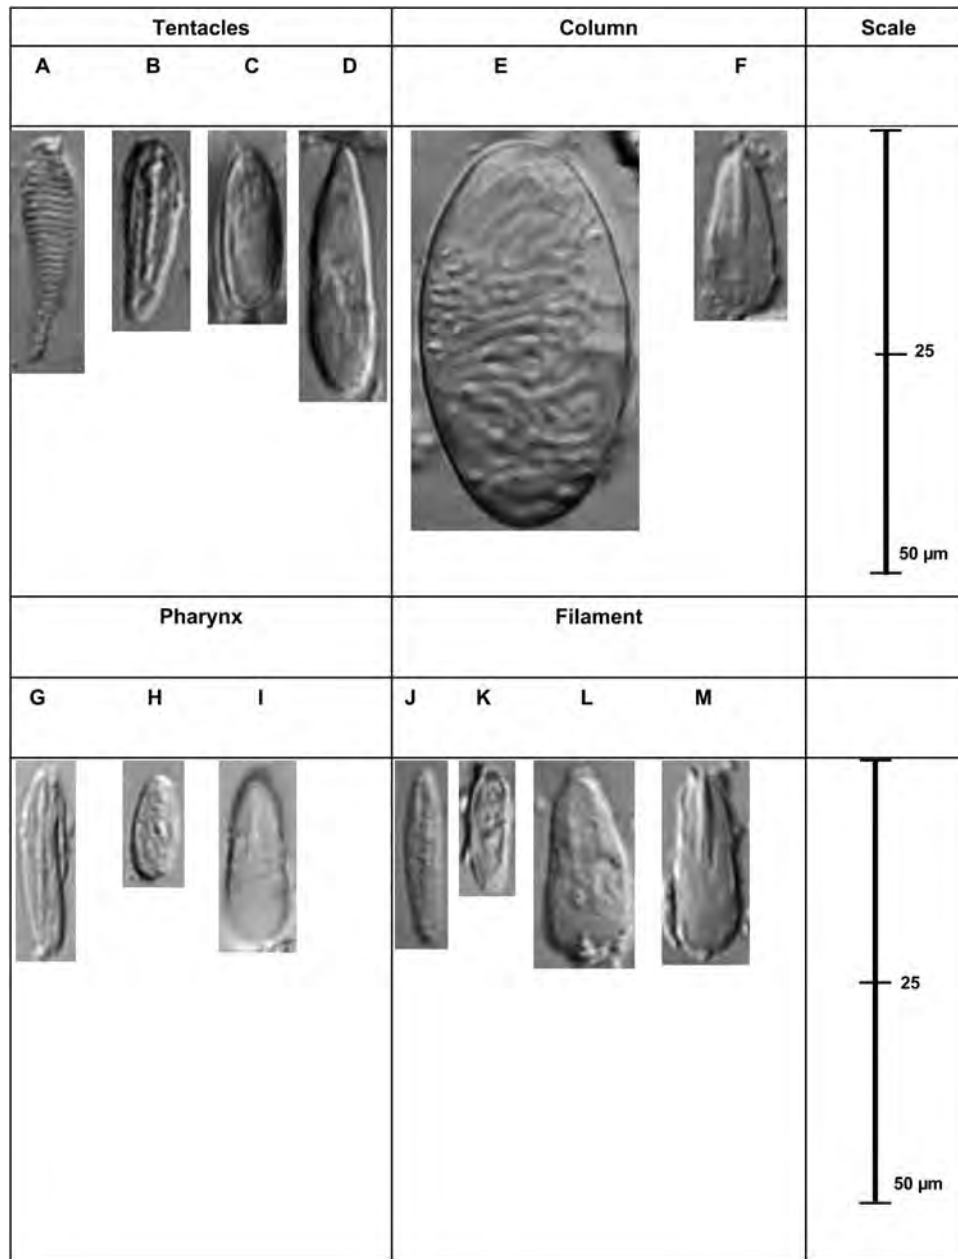 Tentacles Column Scale
A B C D E F
25
50 µm
Pharynx Filament
G H I J K L M
25
50 µm